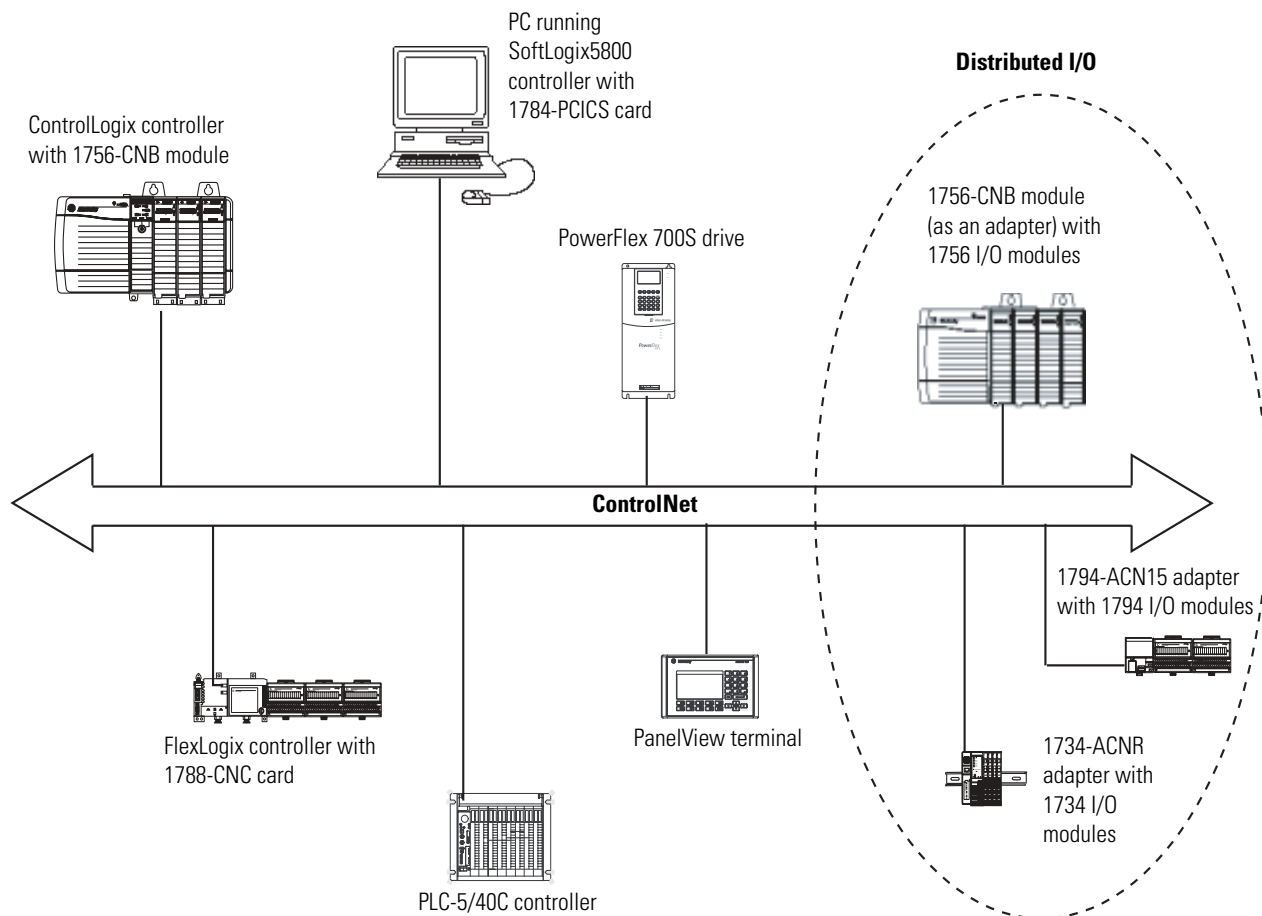 PC running
SoftLogix5800
controller with
1784-PCICS card
Distributed I/O
ControlLogix controller
with 1756-CNB module
1756-CNB module
(as an adapter) with
1756 I/O modules
PowerFlex 700S drive
ControlNet
1794-ACN15 adapter
with 1794 I/O modules
FlexLogix controller with
1788-CNC card
PanelView terminal
1734-ACNR
adapter with
1734 I/O
modules
PLC-5/40C controller